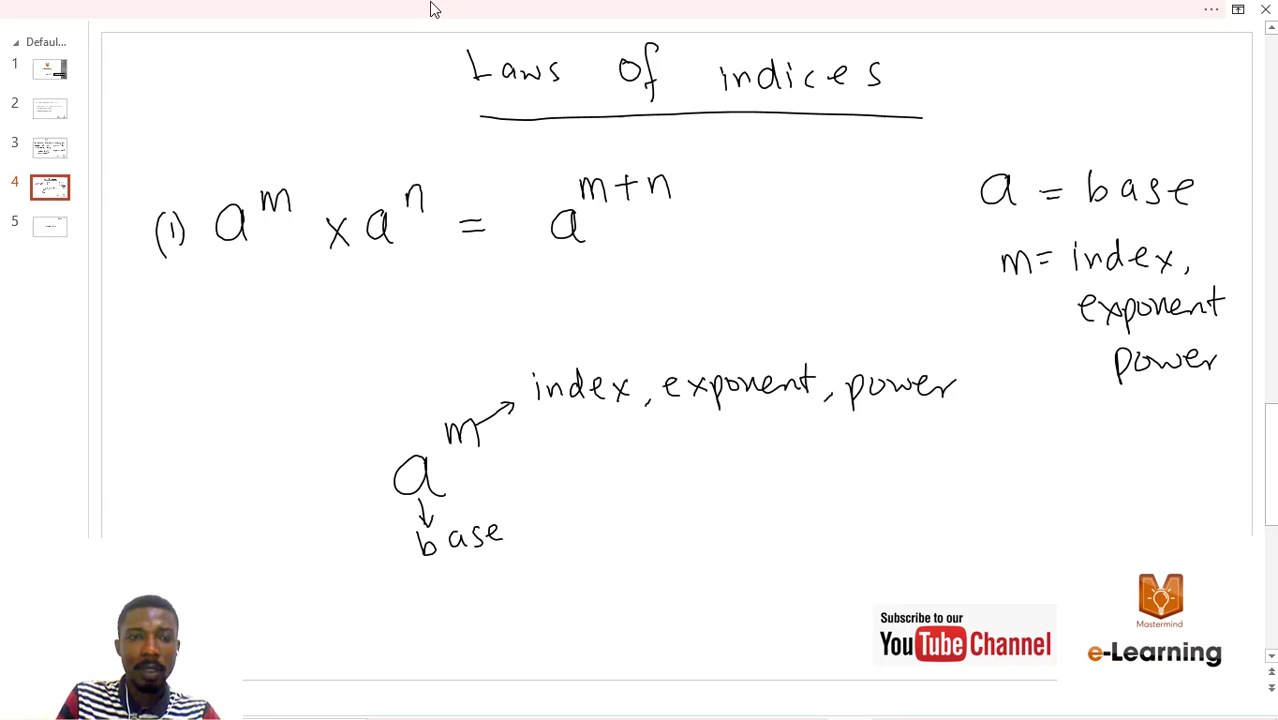 Defaul...
1
2
3
4
5
Laws of indices
(1) a^m × a^n = a^{m+n}
a = base
m = index,
exponent
power
index, exponent, power
a^m
base
Subscribe to our
YouTube Channel
Mastermind
e-Learning